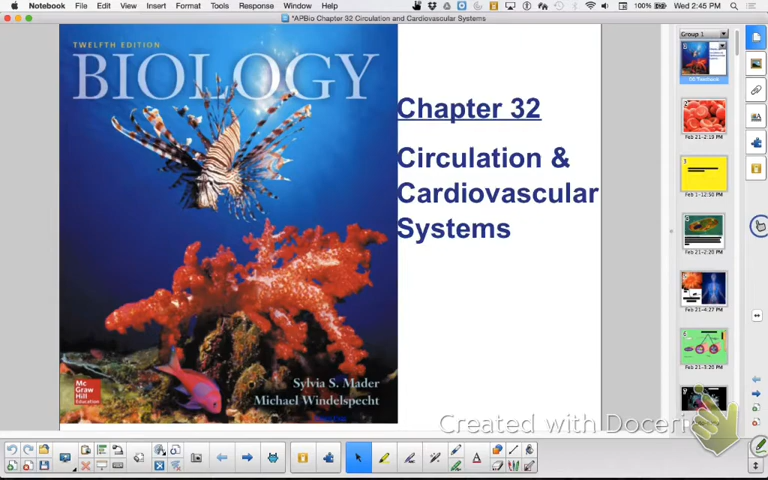 Notebook File Edit View Insert Format Tools Response Window Help 100% Wed 2:45 PM
*APBio Chapter 32 Circulation and Cardiovascular Systems
Group 1
TWELFTH EDITION
BIOLOGY
Chapter 32
Circulation &
Cardiovascular
Systems
2
Feb 21-2:19 PM
3
Feb 1-12:50 PM
Feb 21-2:20 PM
Feb 21-4:27 PM
Feb 21-3:20 PM
Mc
Graw
Hill
Education
Sylvia S. Mader
Michael Windelspecht
Created with Doceri
A